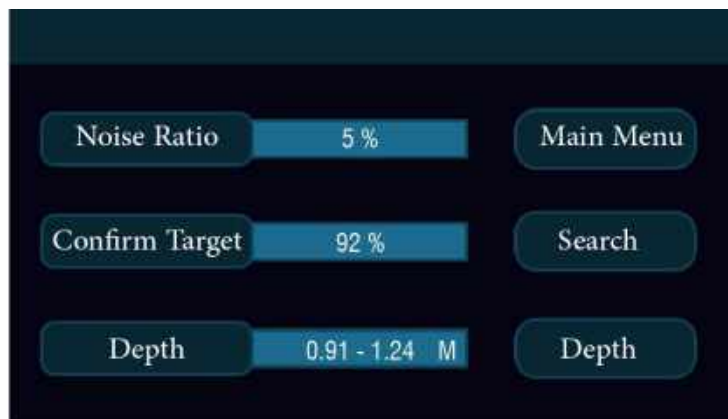 Noise Ratio 5 % Main Menu
Confirm Target 92 % Search
Depth 0.91 - 1.24 M Depth